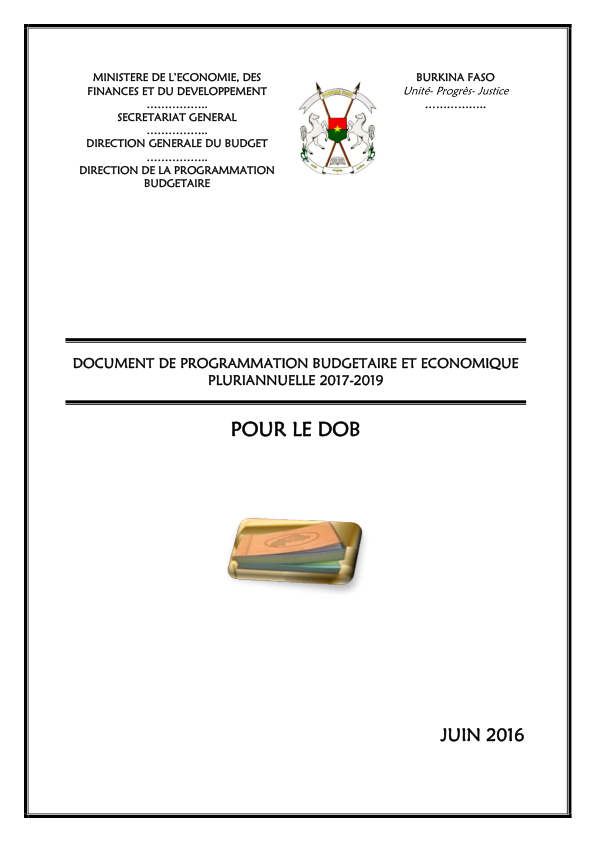 MINISTERE DE L'ECONOMIE, DES
FINANCES ET DU DEVELOPPEMENT
……………..
SECRETARIAT GENERAL
……………..
DIRECTION GENERALE DU BUDGET
……………..
DIRECTION DE LA PROGRAMMATION
BUDGETAIRE
BURKINA FASO
BURKINA FASO
Unité- Progrès- Justice
……………..
DOCUMENT DE PROGRAMMATION BUDGETAIRE ET ECONOMIQUE
PLURIANNUELLE 2017-2019
POUR LE DOB
JUIN 2016